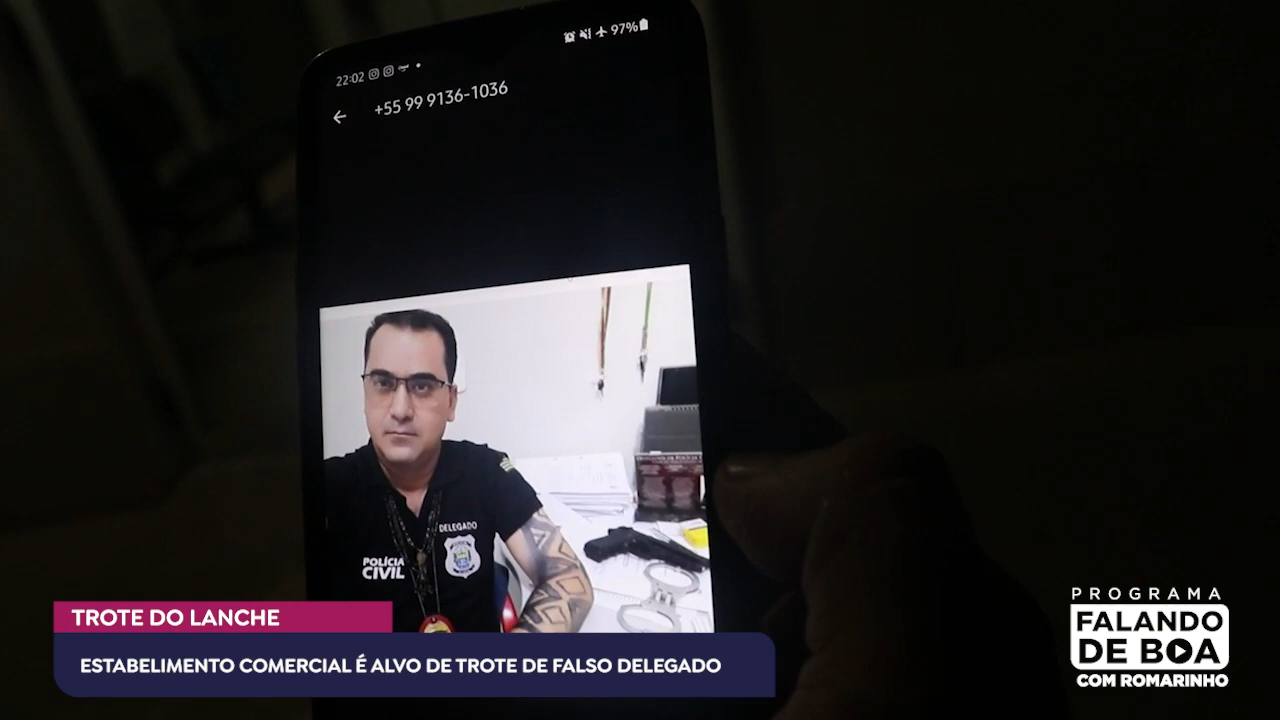 22:02
97%
+55 99 9136-1036
DELEGADO
POLÍCIA
CIVIL
TROTE DO LANCHE
ESTABELIMENTO COMERCIAL É ALVO DE TROTE DE FALSO DELEGADO
PROGRAMA
FALANDO
DE BOA
COM ROMARINHO